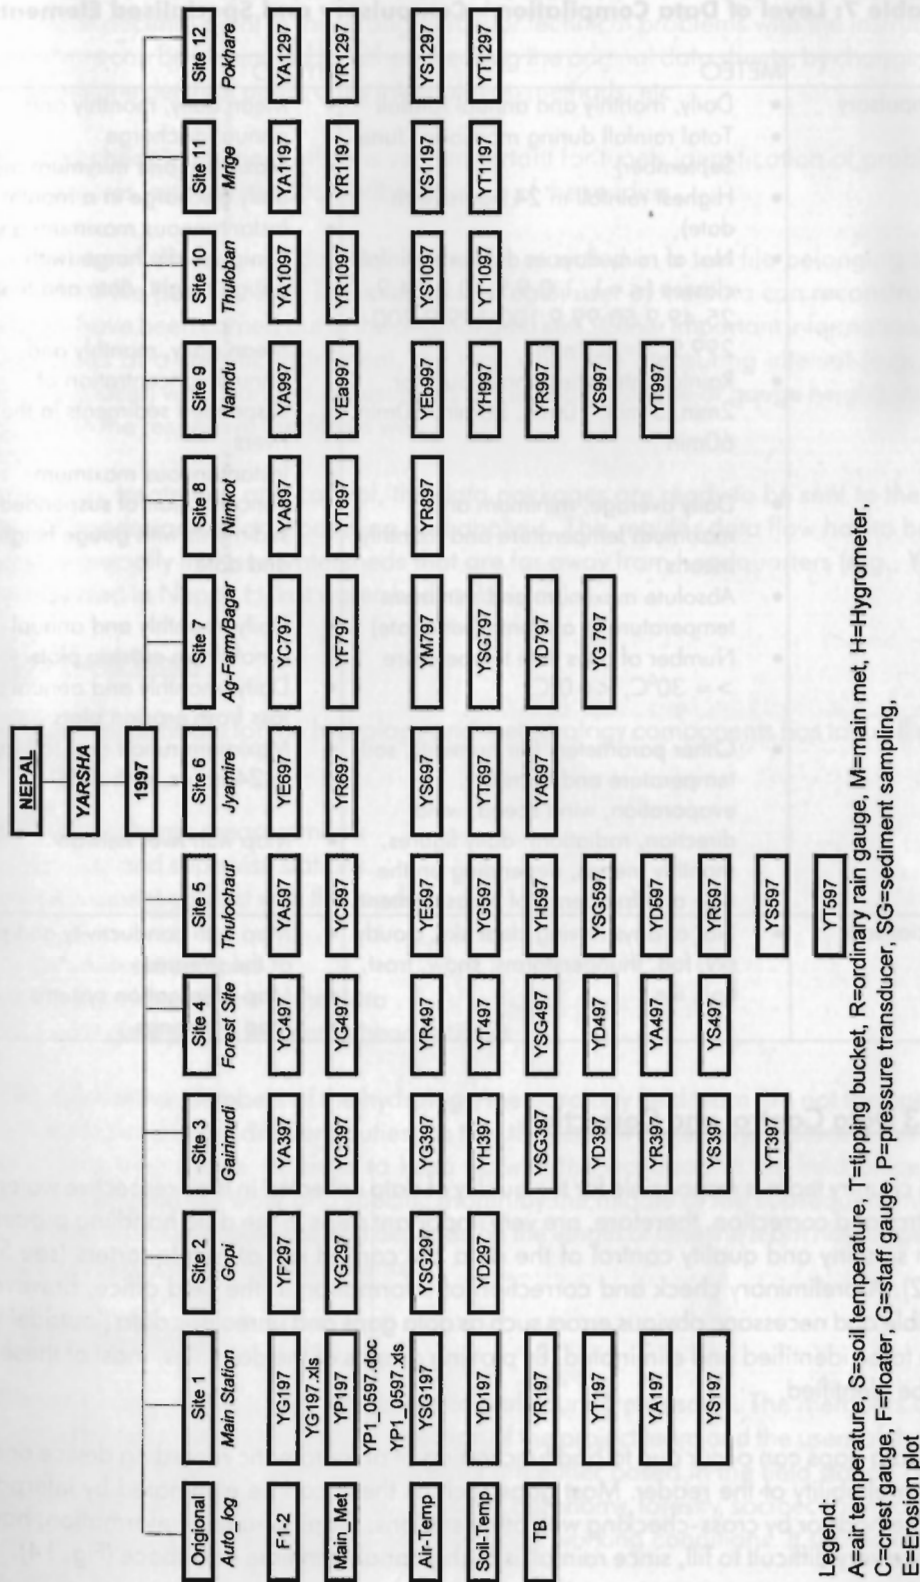 NEPAL
YARSHA
1997
Origional
Auto_log
F1-2
Main_Met
Air-Temp
Soil-Temp
TB
Site 1
Main Station
YG197
YG197.xls
YP197
YP1_0597.doc
YP1_0597.xls
YSG197
YD197
YR197
YT197
YA197
YS197
Site 2
Gopi
YF297
YG297
YSG297
YD297
Site 3
Gairimudi
YA397
YC397
YG397
YH397
YSG397
YD397
YR397
YS397
YT397
Site 4
Forest Site
YC497
YG497
YR497
YT497
YSG497
YD497
YA497
YS497
Site 5
Thulochaur
YA597
YC597
YE597
YG597
YH597
YSG597
YD597
YR597
YS597
YT597
Site 6
Jyamire
YE697
YR697
YS697
YT697
YA697
Site 7
Ag-Farm/Bagar
YC797
YF797
YM797
YSG797
YD797
YG 797
Site 8
Nimkot
YA897
YT897
YR897
Site 9
Namdu
YA997
YEa997
YEb997
YH997
YR997
YS997
YT997
Site 10
Thuloban
YA1097
YR1097
YS1097
YT1097
Site 11
Mrige
YA1197
YR1197
YS1197
YT1197
Site 12
Pokhare
YA1297
YR1297
YS1297
YT1297
Legend:
A=air temperature, S=soil temperature, T=tipping bucket, R=ordinary rain gauge, M=main met, H=Hygrometer,
C=crest gauge, F=floater, G=staff gauge, P=pressure transducer, SG=sediment sampling,
E=Erosion plot